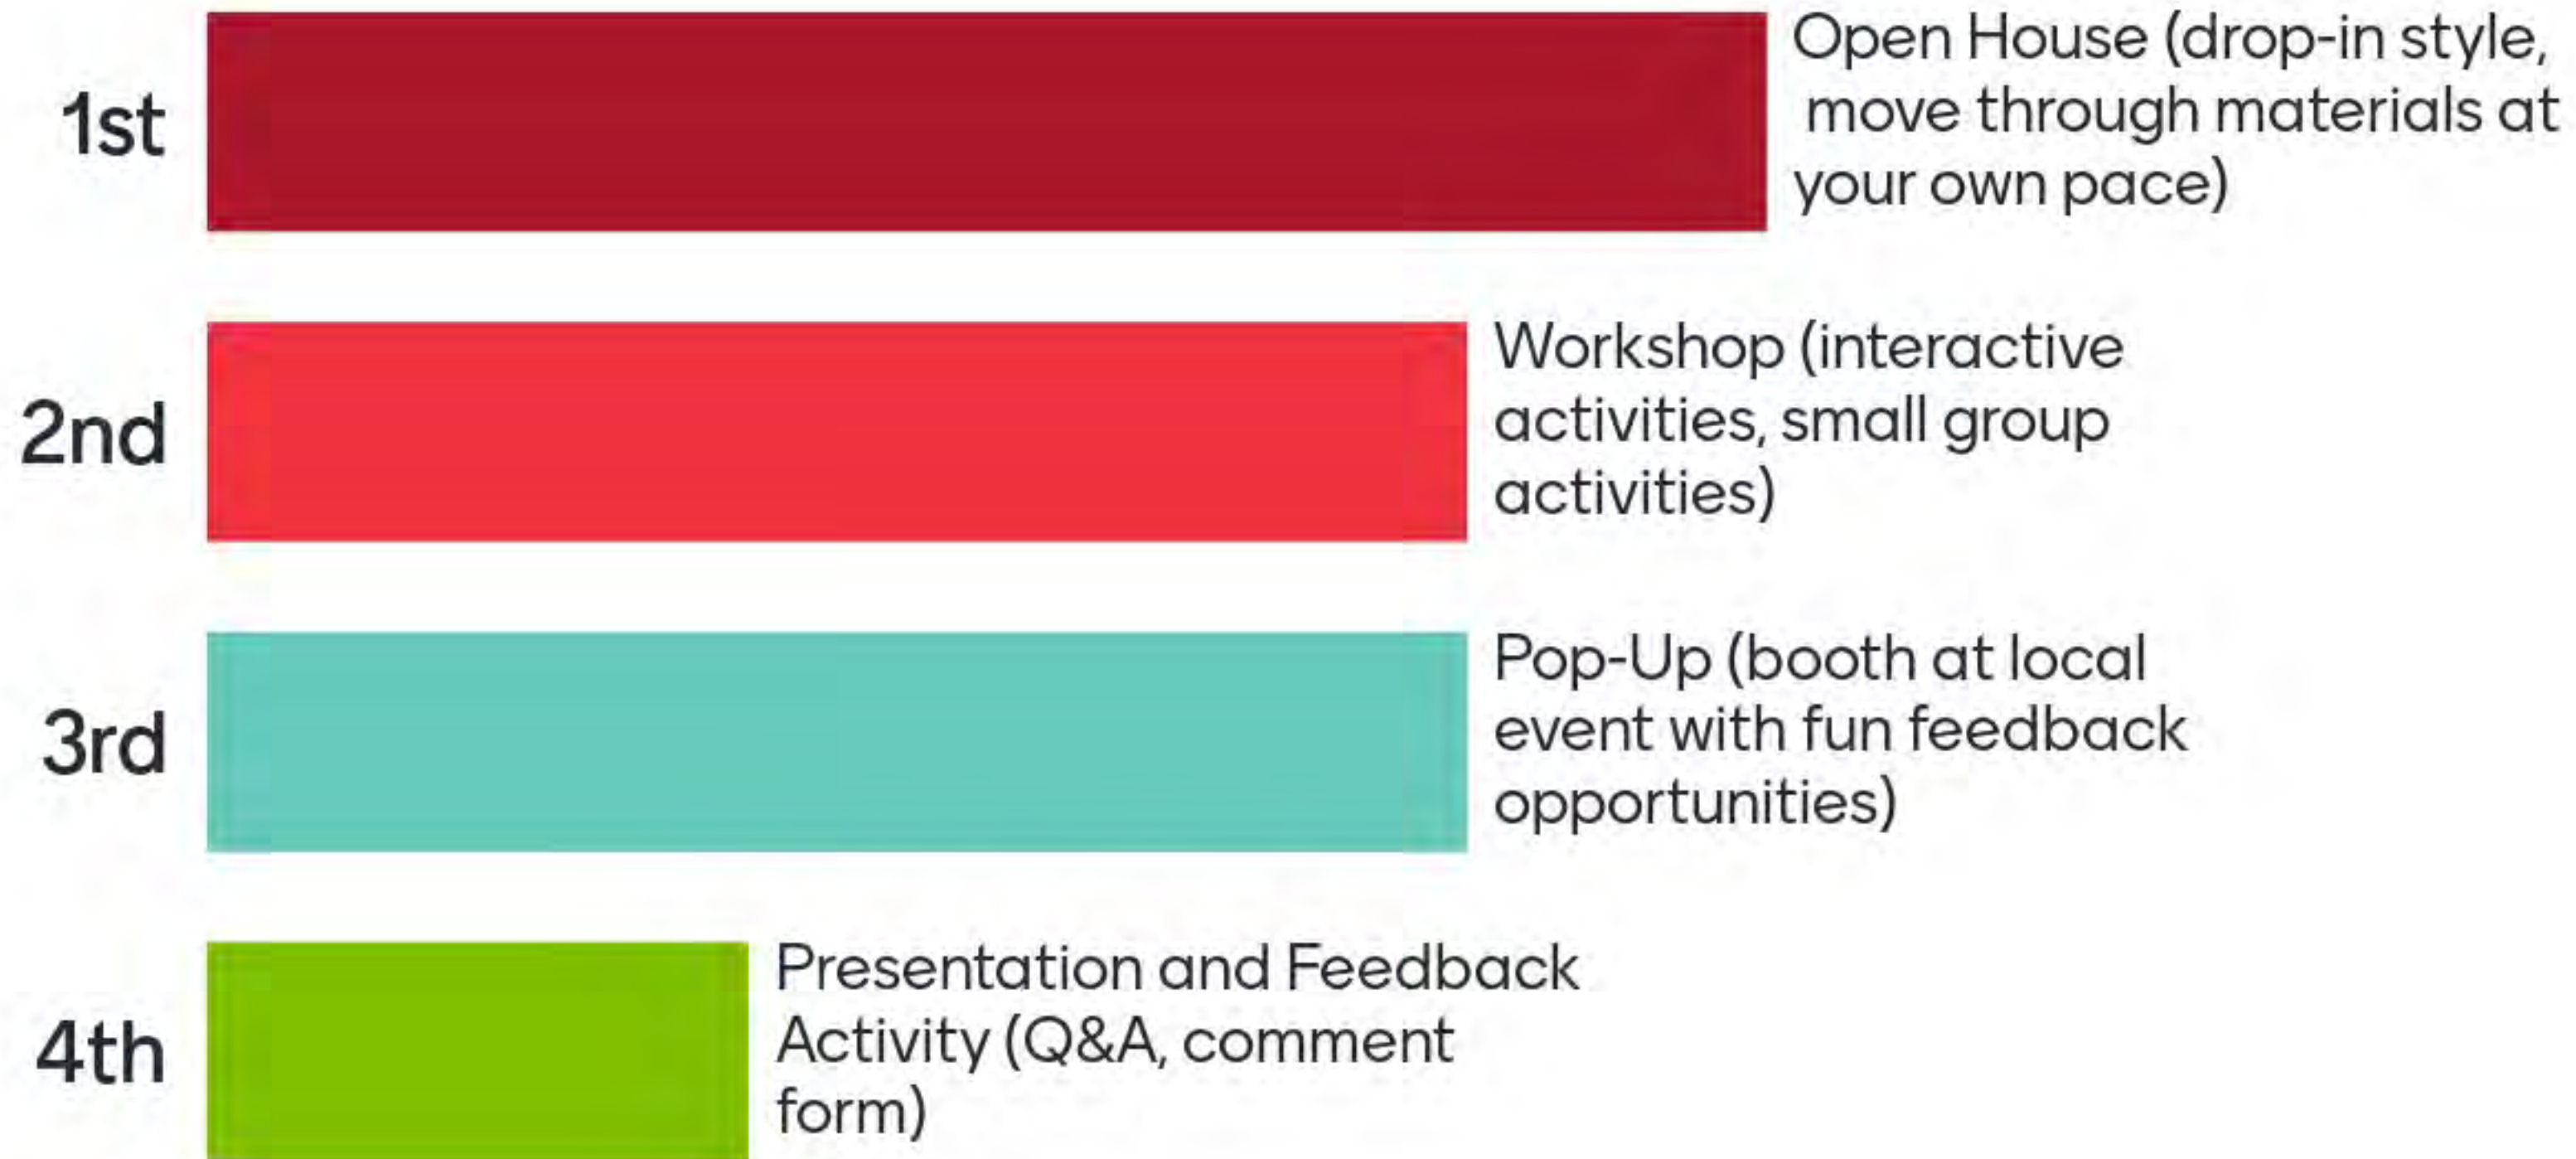 1st
Open House (drop-in style,
move through materials at
your own pace)
2nd
Workshop (interactive
activities, small group
activities)
3rd
Pop-Up (booth at local
event with fun feedback
opportunities)
4th
Presentation and Feedback
Activity (Q&A, comment
form)